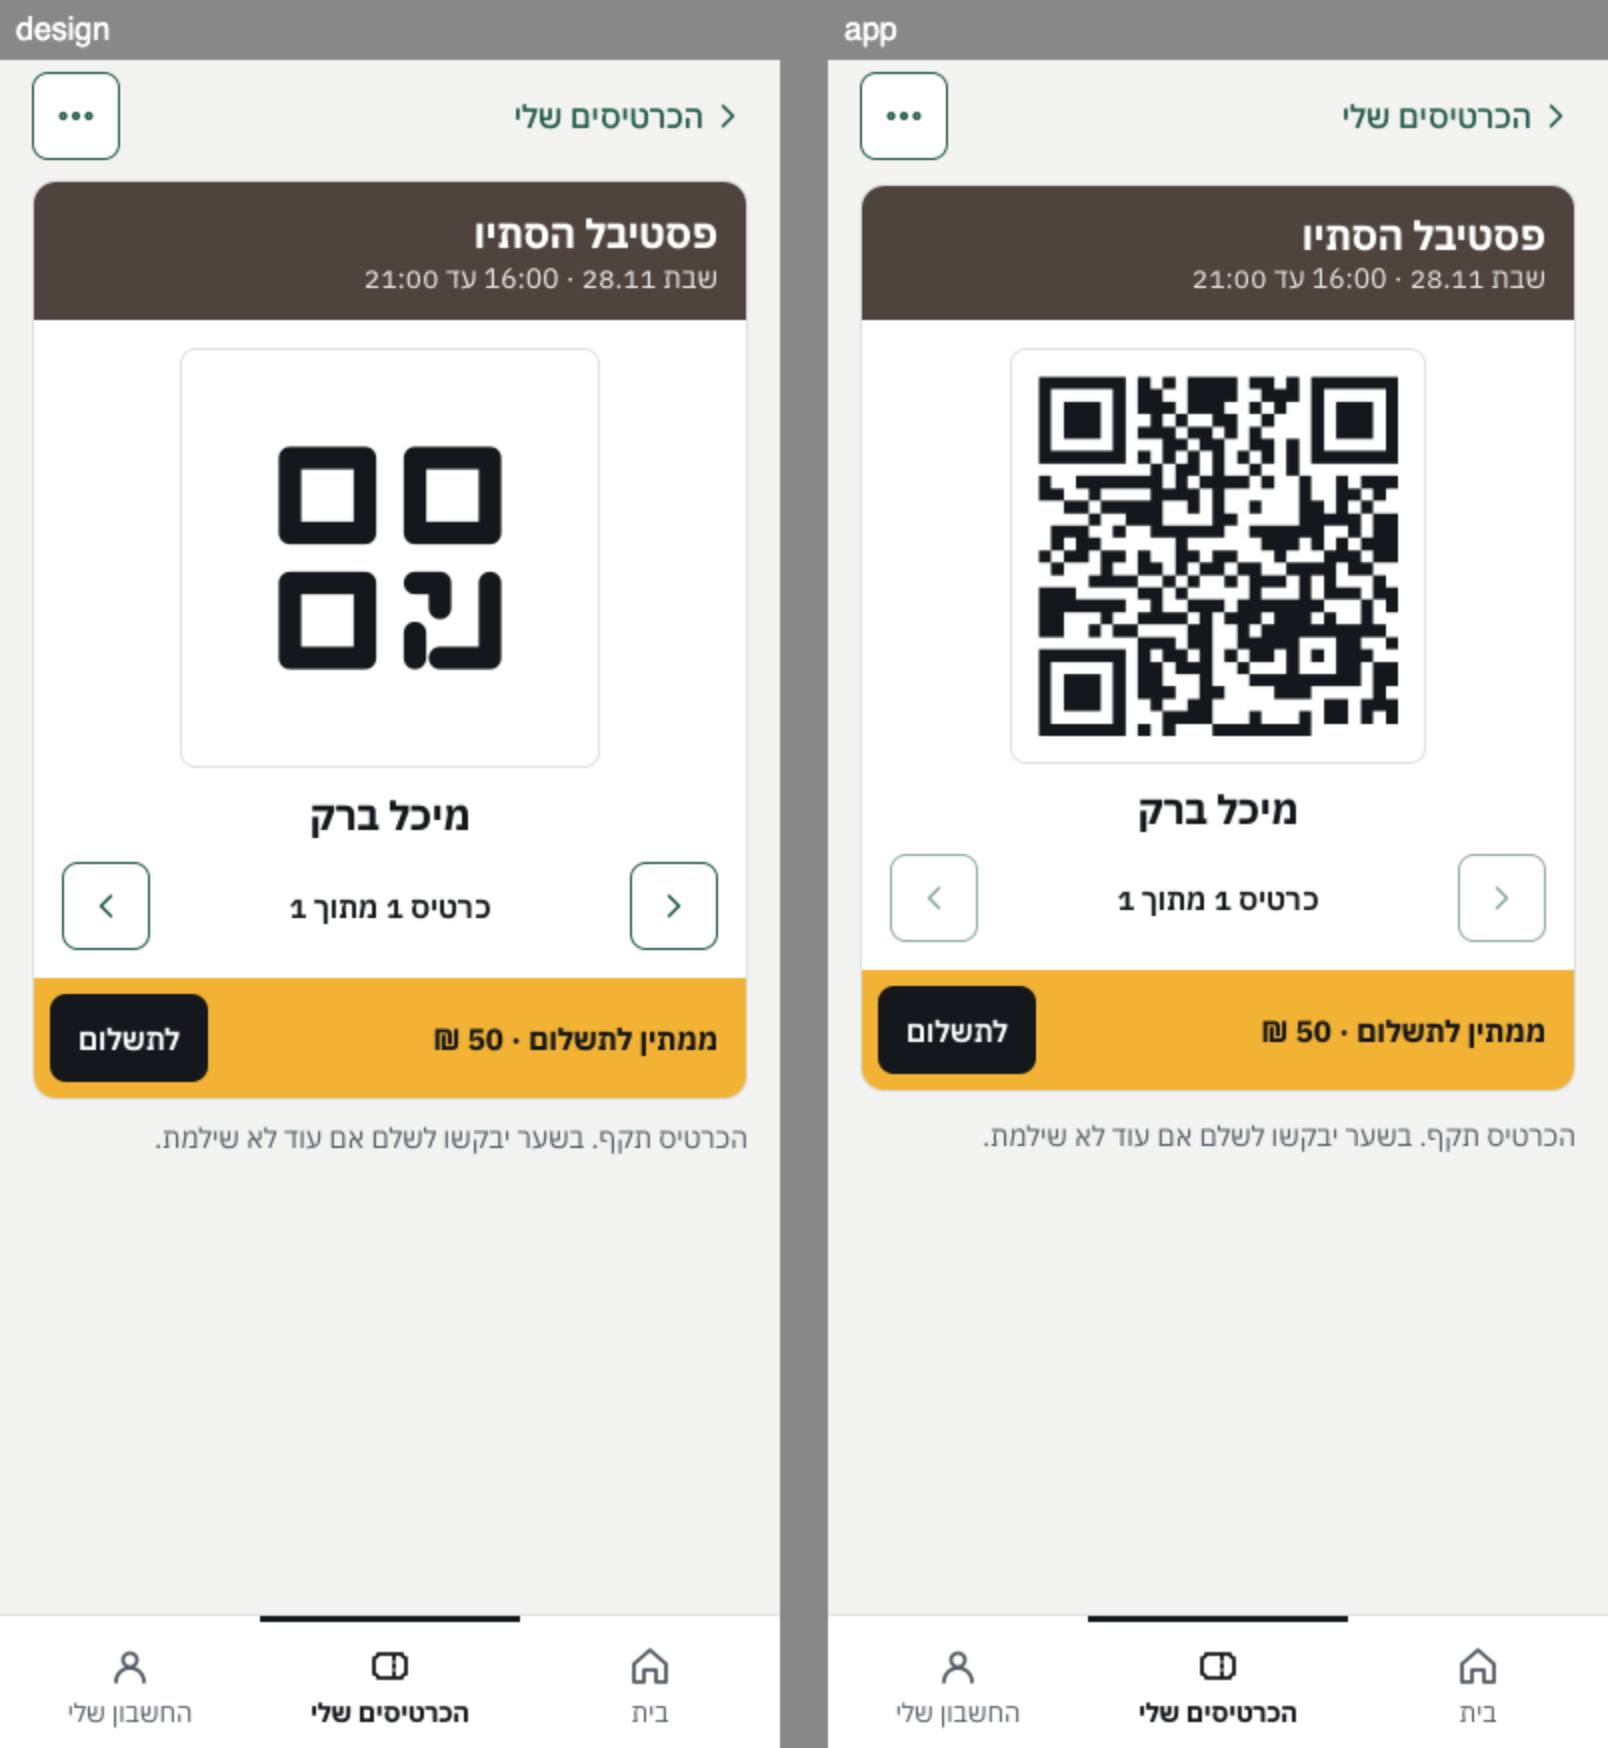 design
הכרטיסים שלי
פסטיבל הסתיו
שבת 28.11 · 16:00 עד 21:00
מיכל ברק
כרטיס 1 מתוך 1
ממתין לתשלום · 50 ₪
לתשלום
הכרטיס תקף. בשער יבקשו לשלם אם עוד לא שילמת.
בית
הכרטיסים שלי
החשבון שלי
app
הכרטיסים שלי
פסטיבל הסתיו
שבת 28.11 · 16:00 עד 21:00
מיכל ברק
כרטיס 1 מתוך 1
ממתין לתשלום · 50 ₪
לתשלום
הכרטיס תקף. בשער יבקשו לשלם אם עוד לא שילמת.
בית
הכרטיסים שלי
החשבון שלי